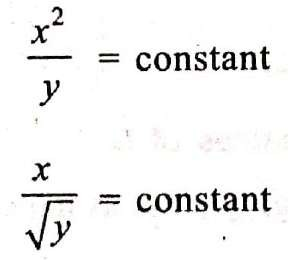 x²/y = constant
x/√y = constant